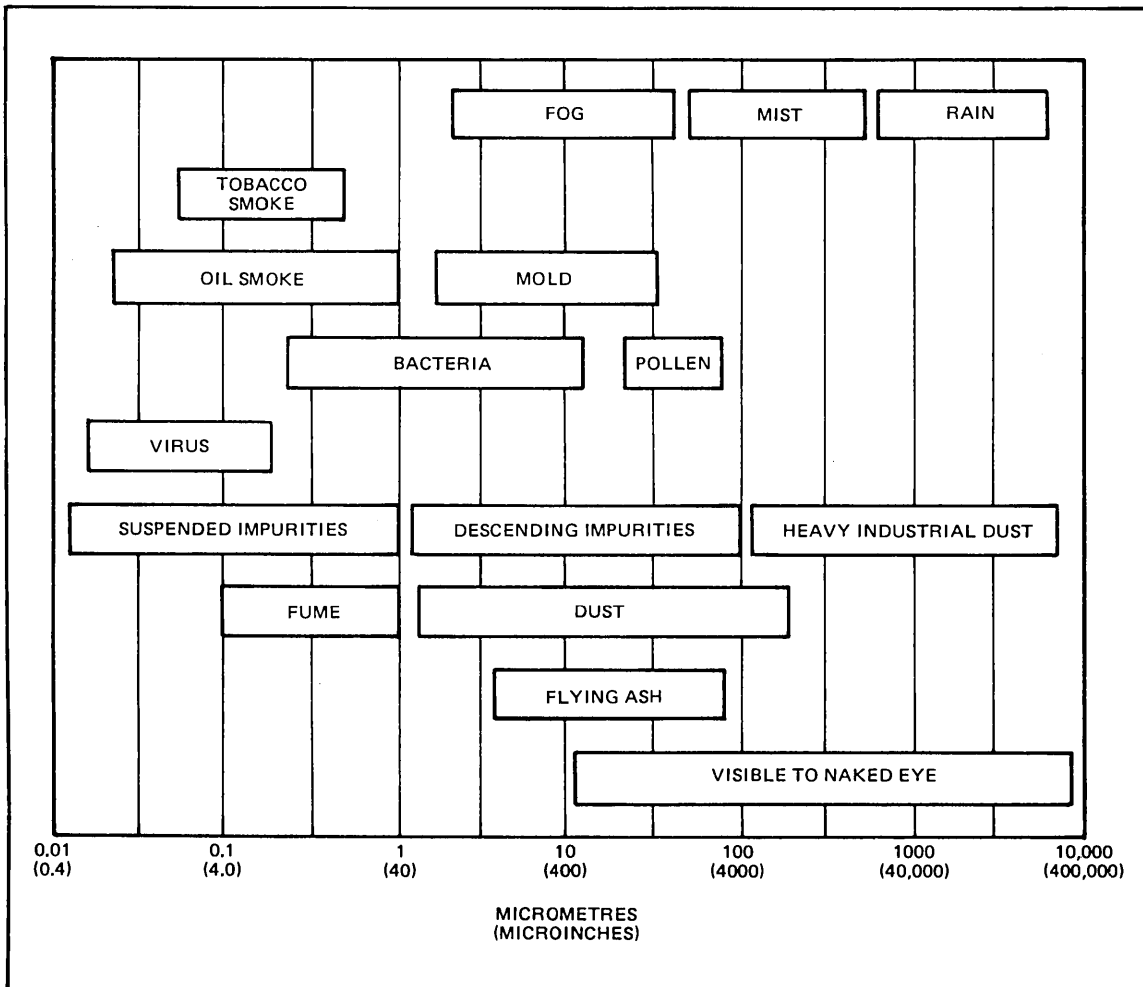 FOG
MIST
RAIN
TOBACCO
SMOKE
OIL SMOKE
MOLD
BACTERIA
POLLEN
VIRUS
SUSPENDED IMPURITIES
DESCENDING IMPURITIES
HEAVY INDUSTRIAL DUST
FUME
DUST
FLYING ASH
VISIBLE TO NAKED EYE
0.01 0.1 1 10 100 1000 10,000
(0.4) (4.0) (40) (400) (4000) (40,000) (400,000)
MICROMETRES
(MICROINCHES)